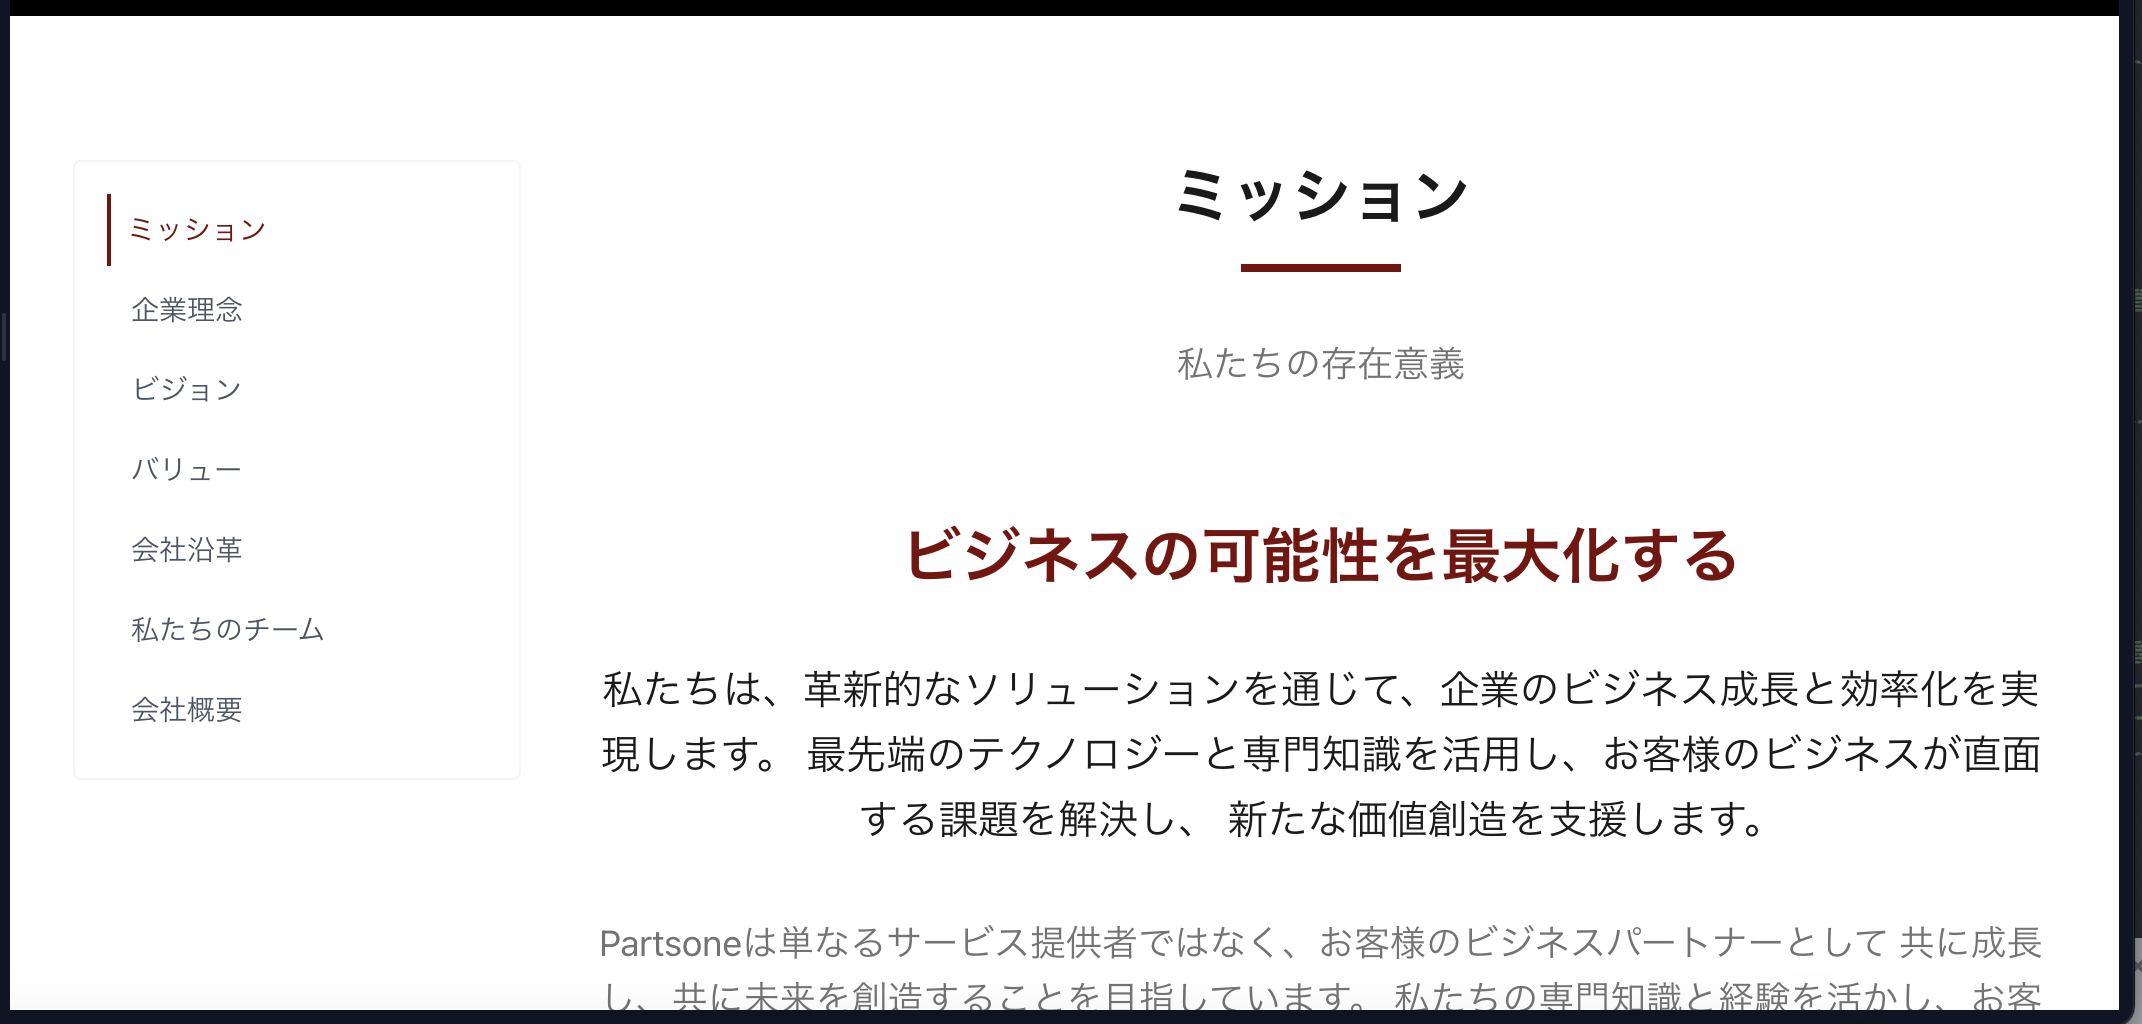 ミッション
企業理念
ビジョン
バリュー
会社沿革
私たちのチーム
会社概要
ミッション
私たちの存在意義
ビジネスの可能性を最大化する
私たちは、革新的なソリューションを通じて、企業のビジネス成長と効率化を実
現します。 最先端のテクノロジーと専門知識を活用し、お客様のビジネスが直面
する課題を解決し、 新たな価値創造を支援します。
Partsoneは単なるサービス提供者ではなく、お客様のビジネスパートナーとして 共に成長
し、共に未来を創造することを目指しています。 私たちの専門知識と経験を活かし、お客